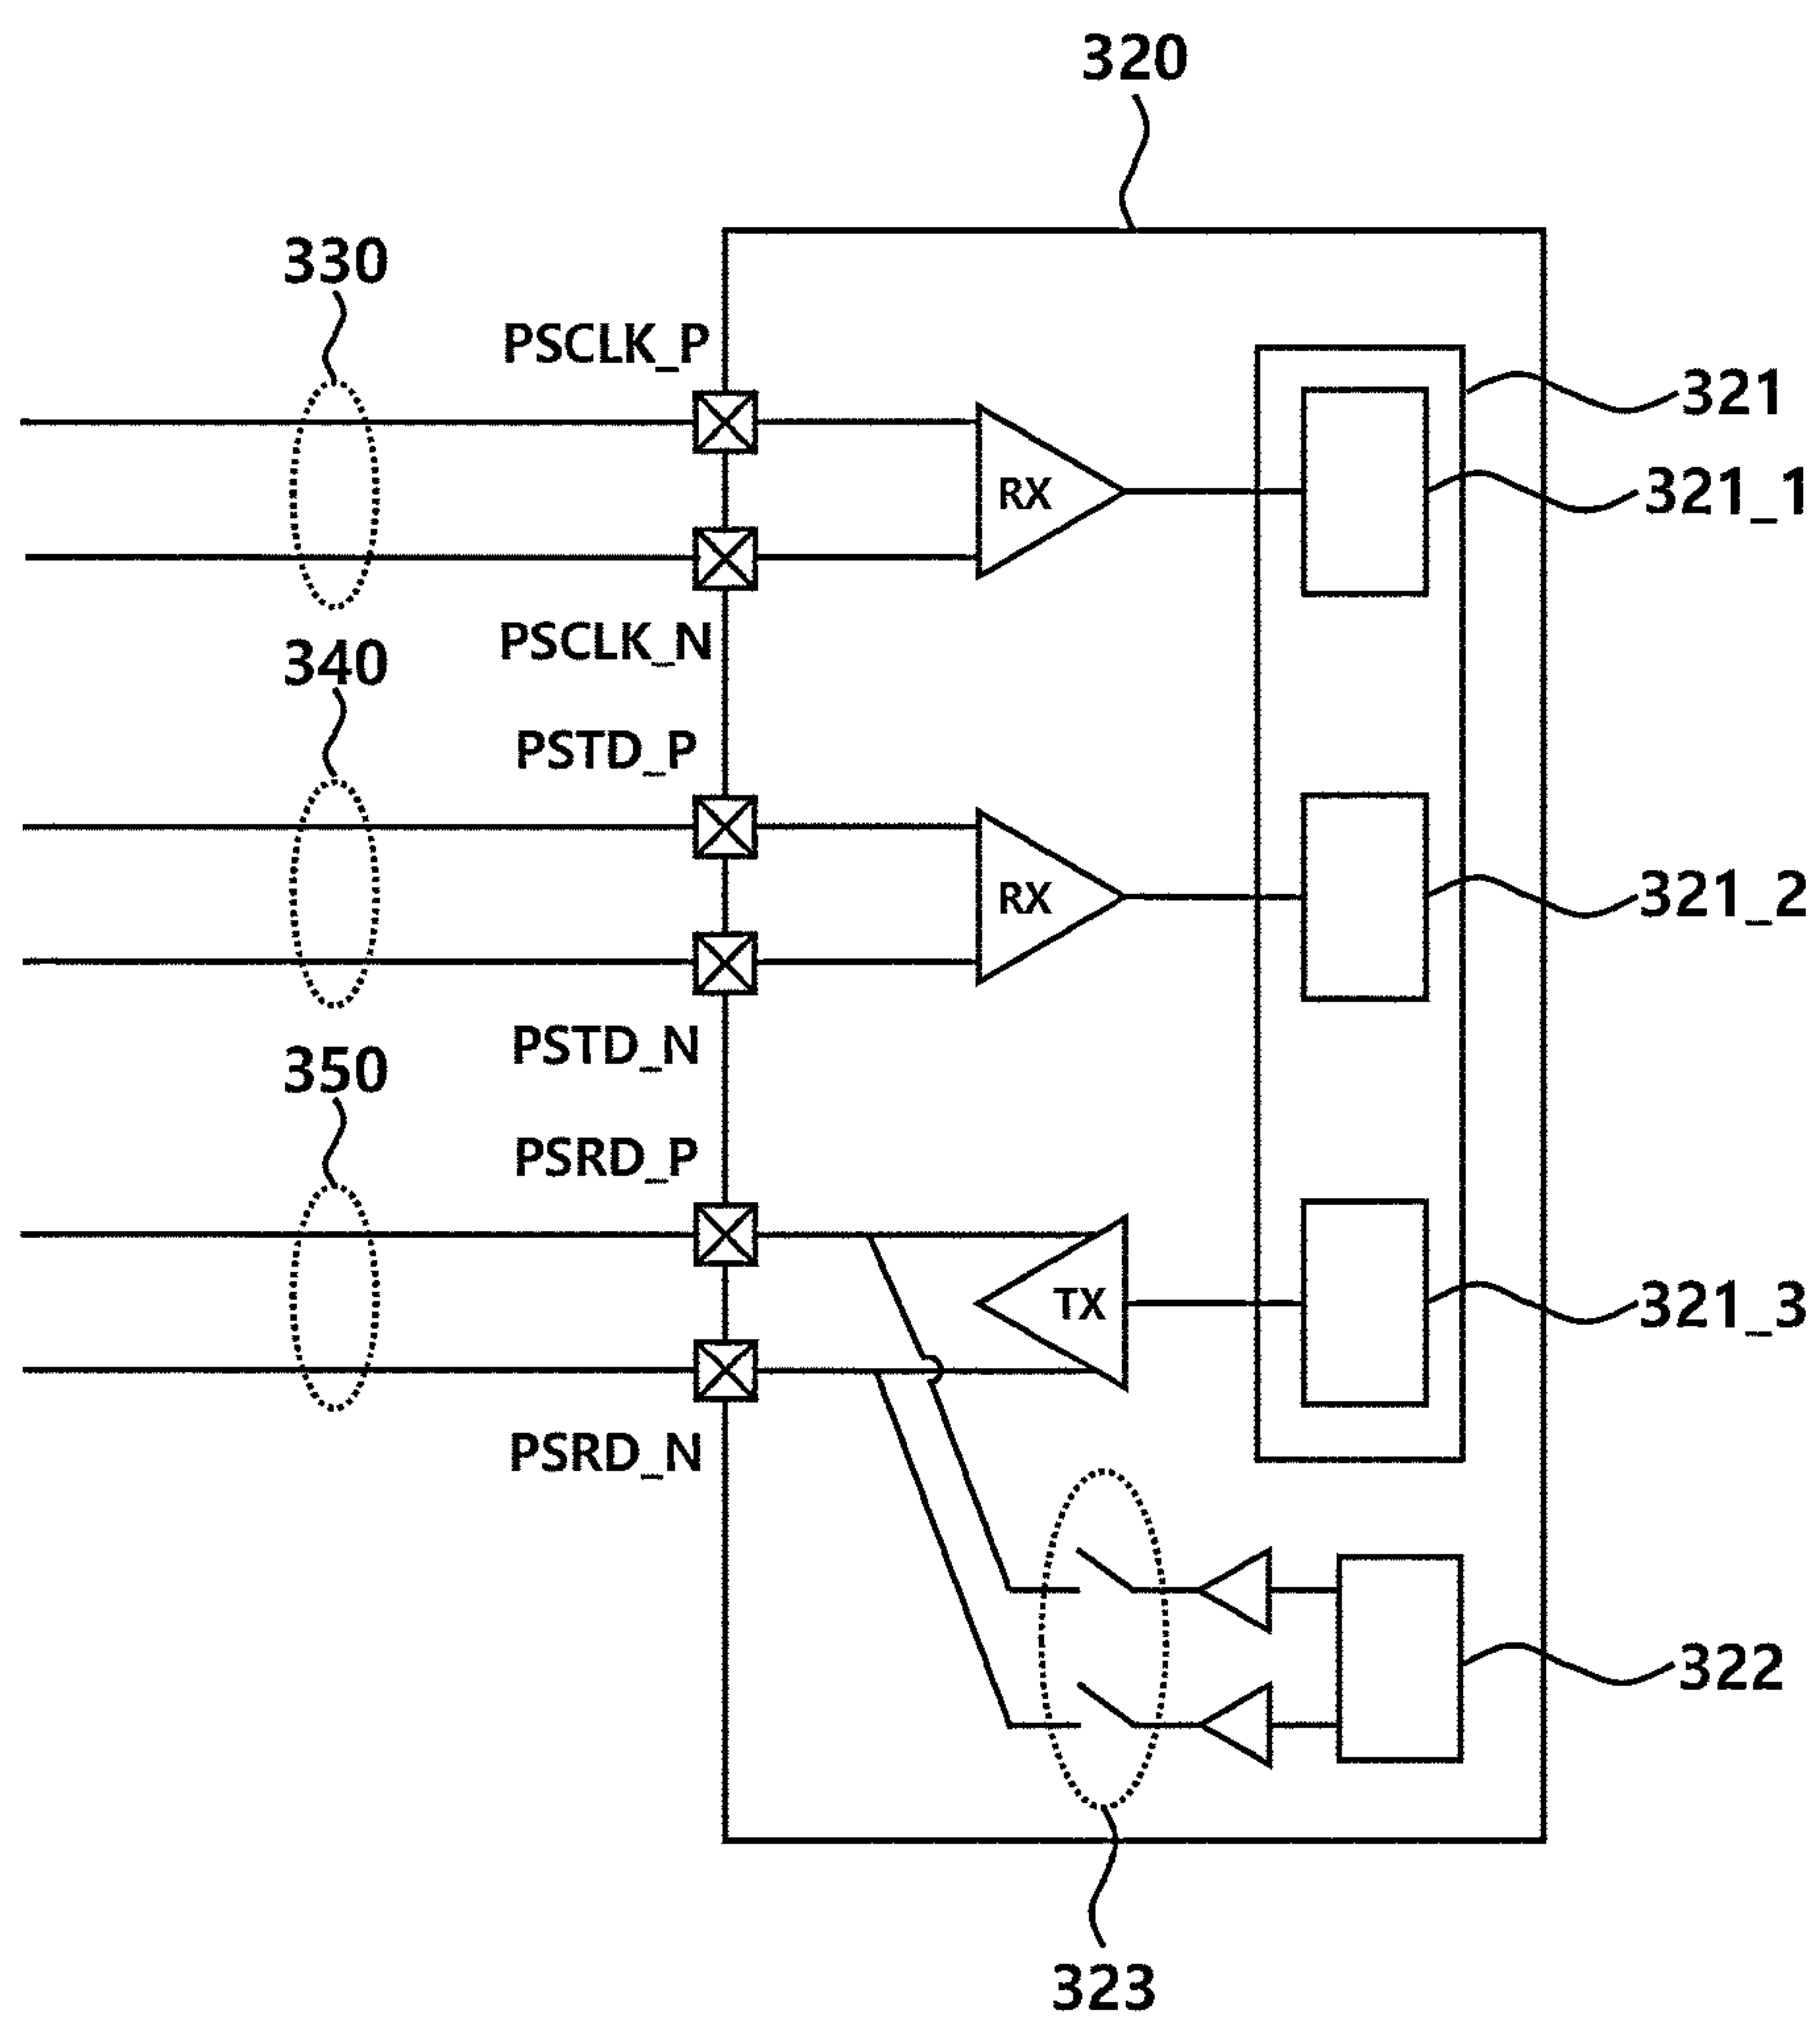 320
330
PSCLK_P
321
RX
321_1
PSCLK_N
340
PSTD_P
RX
321_2
PSTD_N
350
PSRD_P
TX
321_3
PSRD_N
322
323